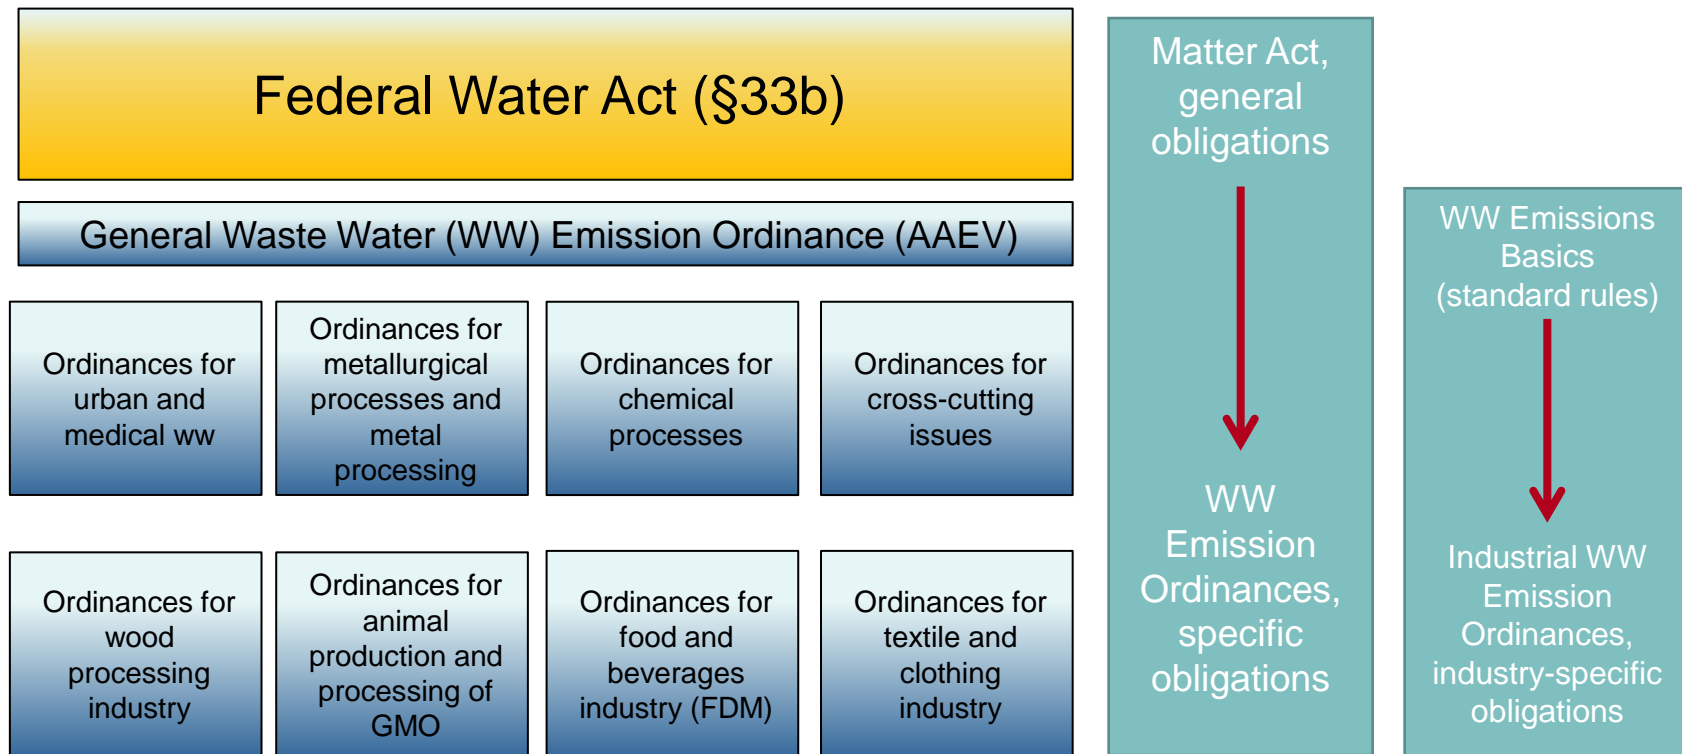 Federal Water Act (§33b)
General Waste Water (WW) Emission Ordinance (AAEV)
Ordinances for
urban and
medical ww
Ordinances for
metallurgical
processes and
metal
processing
Ordinances for
chemical
processes
Ordinances for
cross-cutting
issues
Ordinances for
wood
processing
industry
Ordinances for
animal
production and
processing of
GMO
Ordinances for
food and
beverages
industry (FDM)
Ordinances for
textile and
clothing
industry
Matter Act,
general
obligations
WW
Emission
Ordinances,
specific
obligations
WW Emissions
Basics
(standard rules)
Industrial WW
Emission
Ordinances,
industry-specific
obligations